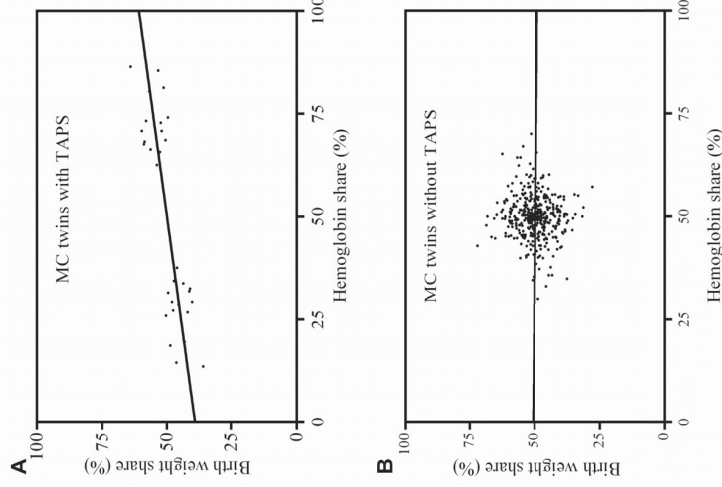 A
MC twins with TAPS
100
75
50
25
0
Birth weight share (%)
0
25
50
75
100
Hemoglobin share (%)
B
MC twins without TAPS
100
75
50
25
0
Birth weight share (%)
0
25
50
75
100
Hemoglobin share (%)